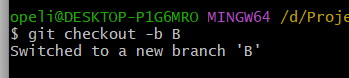 opeli@DESKTOP-P1G6MRO MINGW64 /d/Proje
$ git checkout -b B
Switched to a new branch 'B'